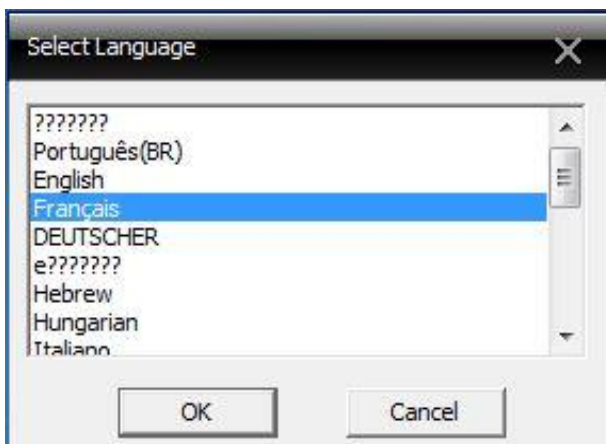 Select Language
???????
Português(BR)
English
Français
DEUTSCHER
e???????
Hebrew
Hungarian
Italiano
OK
Cancel